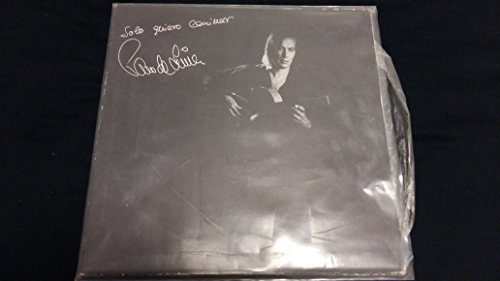 Solo quiero caminar
Paco de Lucía